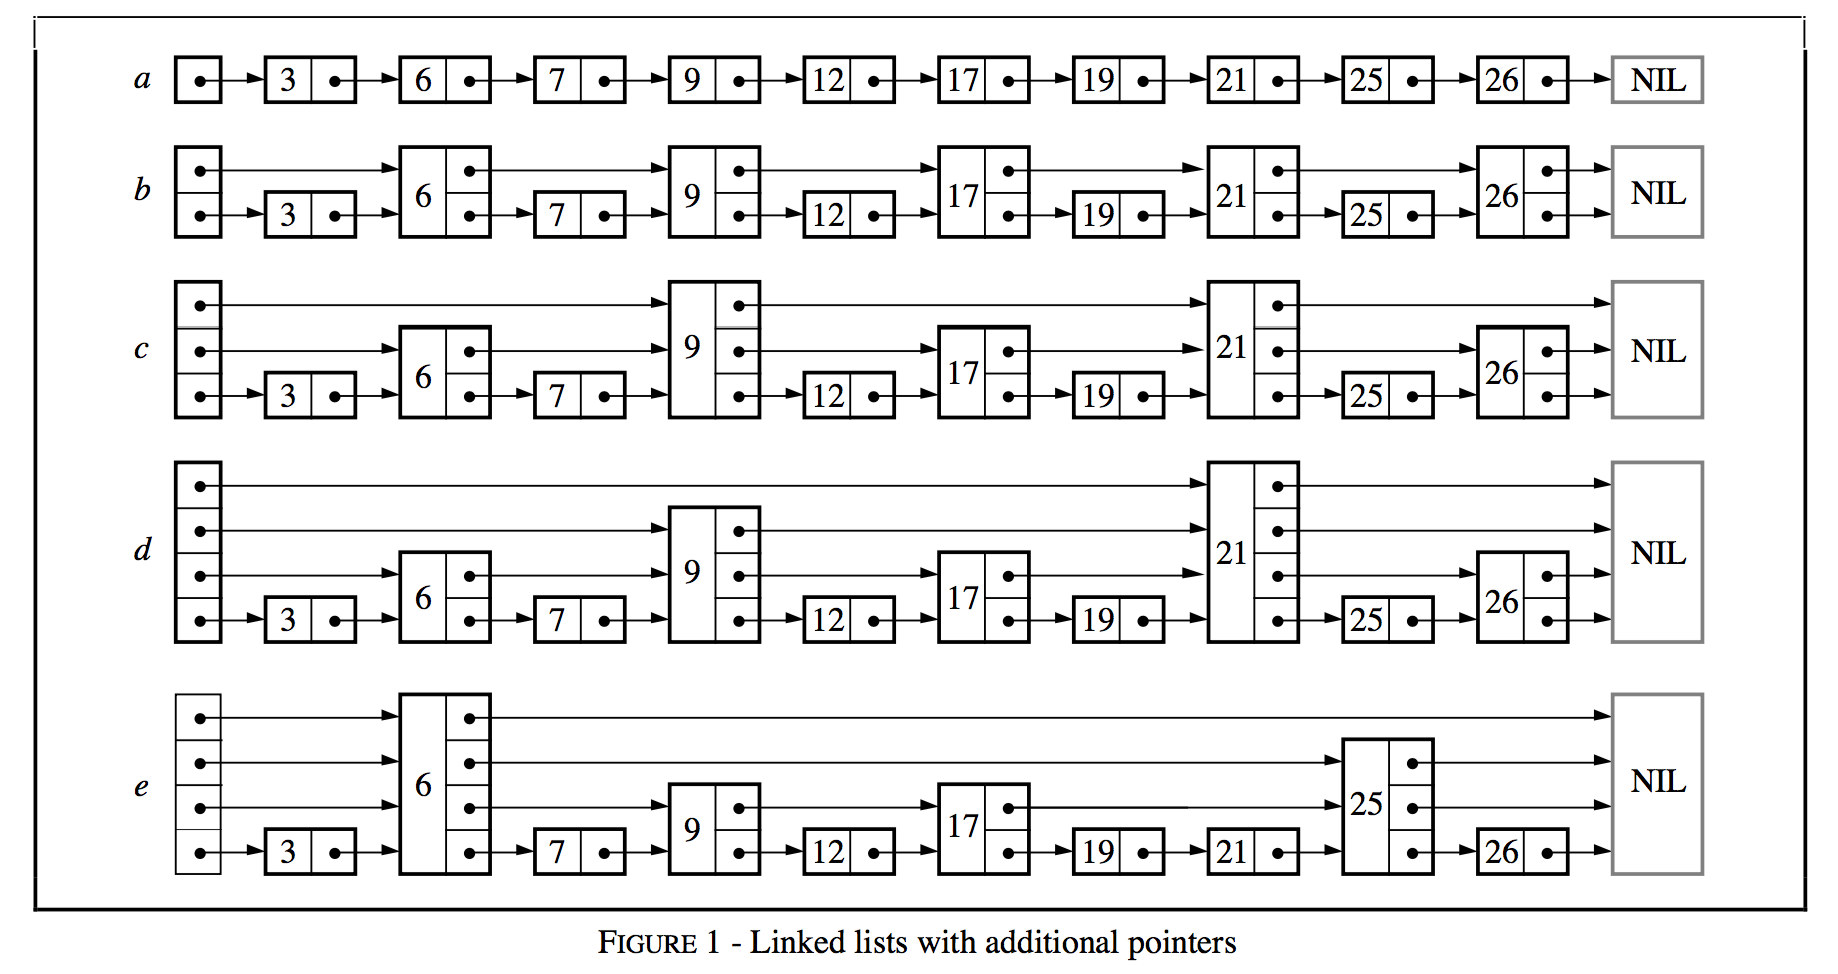 a 3 6 7 9 12 17 19 21 25 26 NIL
b 3 6 7 9 12 17 19 21 25 26 NIL
c 3 6 7 9 12 17 19 21 25 26 NIL
d 3 6 7 9 12 17 19 21 25 26 NIL
e 3 6 7 9 12 17 19 21 25 26 NIL
FIGURE 1 - Linked lists with additional pointers